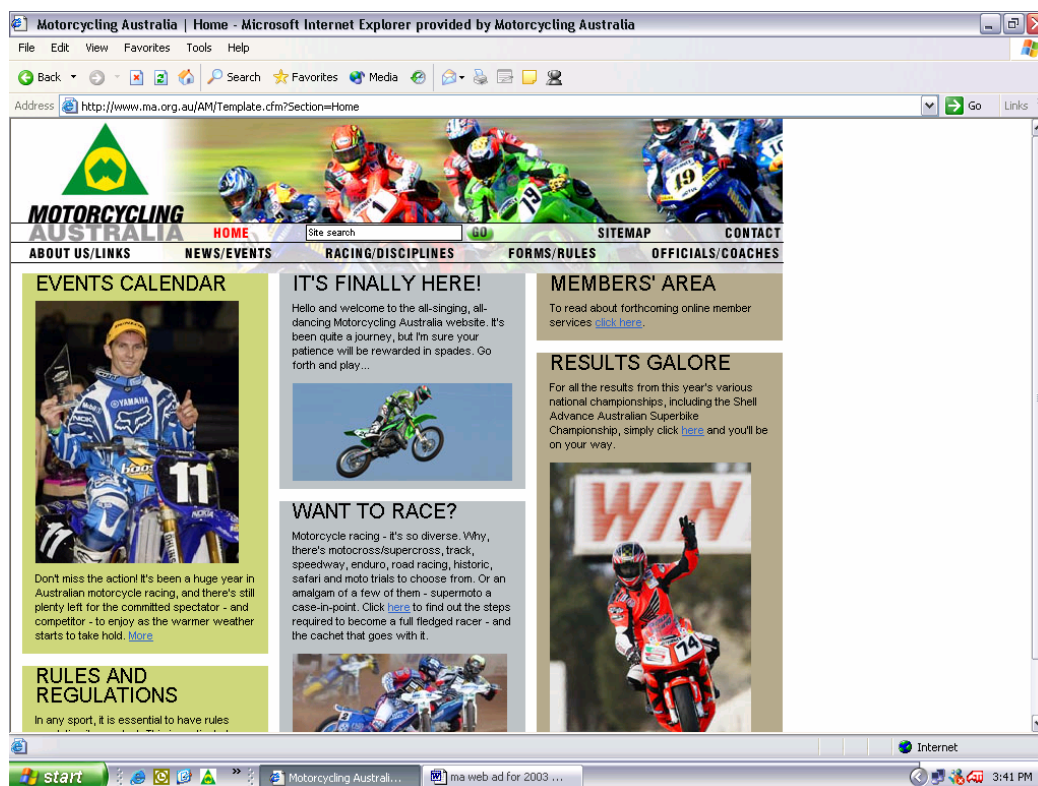 Motorcycling Australia | Home - Microsoft Internet Explorer provided by Motorcycling Australia
File Edit View Favorites Tools Help
Back Search Favorites Media
Address http://www.ma.org.au/AM/Template.cfm?Section=Home Go Links
MOTORCYCLING
AUSTRALIA
HOME Site search GO SITEMAP CONTACT
ABOUT US/LINKS NEWS/EVENTS RACING/DISCIPLINES FORMS/RULES OFFICIALS/COACHES
1
19
49
EVENTS CALENDAR
YAMAHA
NOKIA
11
Don't miss the action! It's been a huge year in
Australian motorcycle racing, and there's still
plenty left for the committed spectator - and
competitor - to enjoy as the warmer weather
starts to take hold. More
RULES AND
REGULATIONS
In any sport, it is essential to have rules
IT'S FINALLY HERE!
Hello and welcome to the all-singing, all-
dancing Motorcycling Australia website. It's
been quite a journey, but I'm sure your
patience will be rewarded in spades. Go
forth and play...
WANT TO RACE?
Motorcycle racing - it's so diverse. Why,
there's motocross/supercross, track,
speedway, enduro, road racing, historic,
safari and moto trials to choose from. Or an
amalgam of a few of them - supermoto a
case-in-point. Click here to find out the steps
required to become a full fledged racer - and
the cachet that goes with it.
2
MEMBERS' AREA
To read about forthcoming online member
services click here.
RESULTS GALORE
For all the results from this year's various
national championships, including the Shell
Advance Australian Superbike
Championship, simply click here and you'll be
on your way.
WIN
74
Internet
start Motorcycling Australi... ma web ad for 2003 ... 3:41 PM